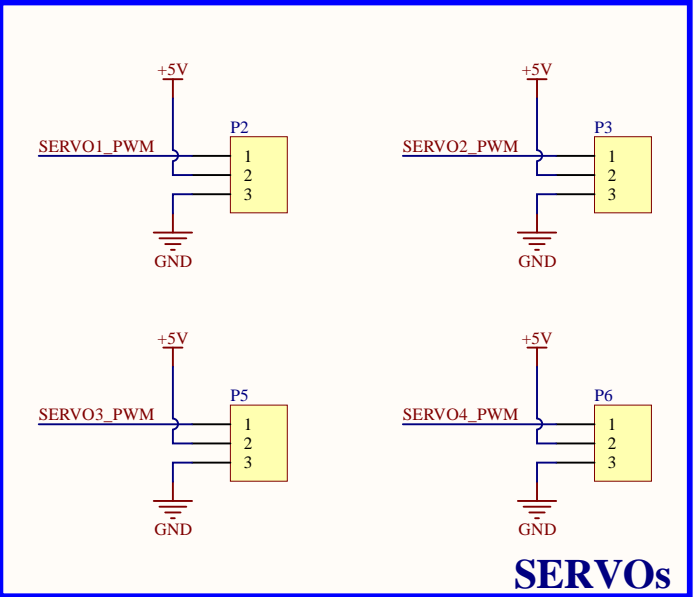 +5V
P2
SERVO1_PWM
1
2
3
GND
+5V
P3
SERVO2_PWM
1
2
3
GND
+5V
P5
SERVO3_PWM
1
2
3
GND
+5V
P6
SERVO4_PWM
1
2
3
GND
SERVOs